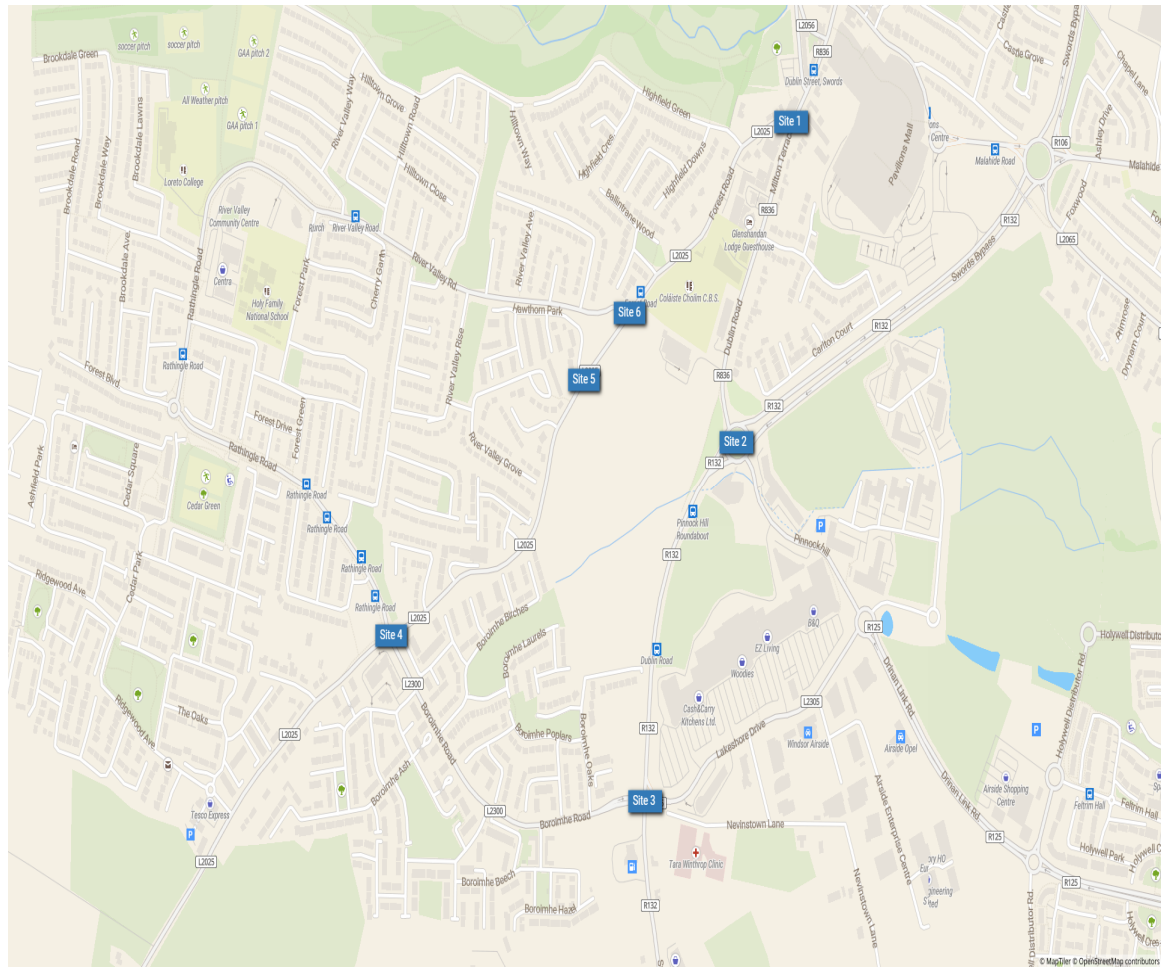 soccer pitch
soccer pitch
GAA pitch 2
Brookdale Green
All Weather pitch
GAA pitch 1
River Valley Way
Hilltown Grove
Hilltown Road
Hilltown Way
Highfield Green
L2056
R836
Dublin Street, Swords
Castle Grove
Swords Bypass
Chapel Lane
Site 1
L2025
Pavilions Mall
Malahide Road
R106
Ashley Drive
Malahide
Brookdale Road
Brookdale Way
Brookdale Lawns
Loreto College
Hilltown Close
Highfield Cres.
Highfield Downs
Milton Terrace
Forest Road
Ballintrane Wood
River Valley
Community Centre
River Valley Road
River Valley Ave.
R836
Glenshandan
Lodge Guesthouse
R132
Foxwood
L2065
Brookdale Ave.
Rathingle Road
Centra
Holy Family
National School
Forest Park
Cherry Garth
River Valley Rd.
L2025
Coláiste Choilm C.B.S.
Swords Bypass
Hawthorn Park
Site 6
Dublin Road
Carlton Court
R132
Primrose
Drynam Court
Forest Blvd.
Rathingle Road
River Valley Rise
Site 5
R836
R132
Forest Drive
Forest Green
Rathingle Road
River Valley Grove
Site 2
R132
Ashfield Park
Cedar Square
Cedar Green
Rathingle Road
Rathingle Road
Pinnock Hill
Roundabout
P
Pinnockhill
L2025
R132
Rathingle Road
Rathingle Road
Ridgewood Ave.
Cedar Park
L2025
Boroimhe Birches
Boroimhe Laurels
B&Q
R125
Site 4
EZ Living
Woodies
Dublin Road
Holywell Distributor
Holywell Distributor Rd.
L2300
Cash&Carry
Kitchens Ltd.
L2305
Drinan Link Rd.
Ridgewood Ave.
The Oaks
L2025
Boroimhe Road
Boroimhe Poplars
Boroimhe Oaks
R132
Lakeshore Drive
Windsor Airside
Airside Opel
P
Boroimhe Ash
Airside Shopping
Centre
Drinan Link Rd.
Feltrim Hall
Feltrim Hall
Tesco Express
P
L2300
Boroimhe Road
Site 3
Nevinstown Lane
Airside Enterprise Centre
R125
L2025
Tara Winthrop Clinic
Holywell Park
R125
Boroimhe Beech
Boroimhe Hazel
R132
Nevinstown Lane
Holywell Distributor Rd.
Holywell Cres
© MapTiler © OpenStreetMap contributors